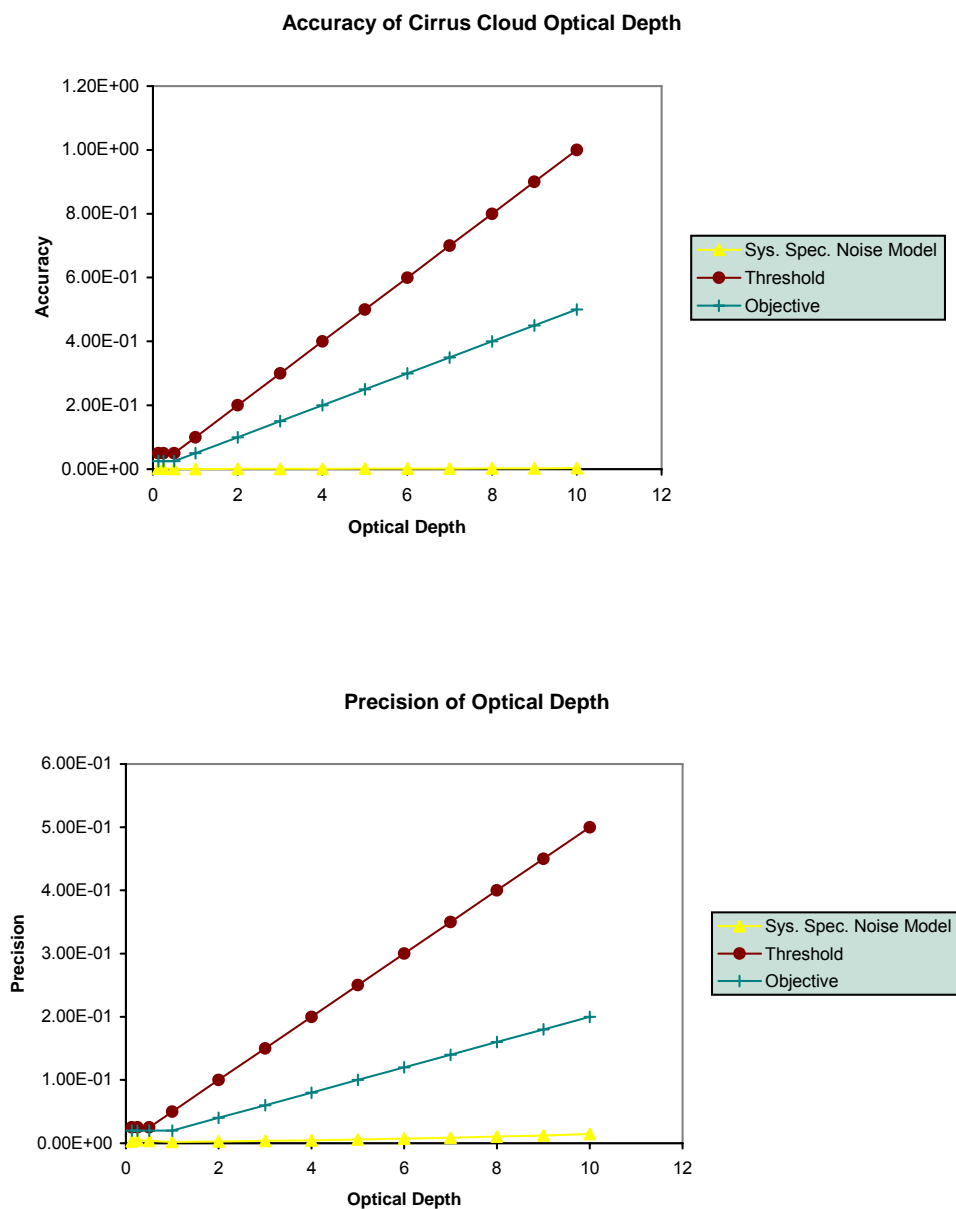 Accuracy of Cirrus Cloud Optical Depth
1.20E+00
1.00E+00
8.00E-01
6.00E-01
4.00E-01
2.00E-01
0.00E+00
Accuracy
0 2 4 6 8 10 12
Optical Depth
Sys. Spec. Noise Model
Threshold
Objective
Precision of Optical Depth
6.00E-01
5.00E-01
4.00E-01
3.00E-01
2.00E-01
1.00E-01
0.00E+00
Precision
0 2 4 6 8 10 12
Optical Depth
Sys. Spec. Noise Model
Threshold
Objective